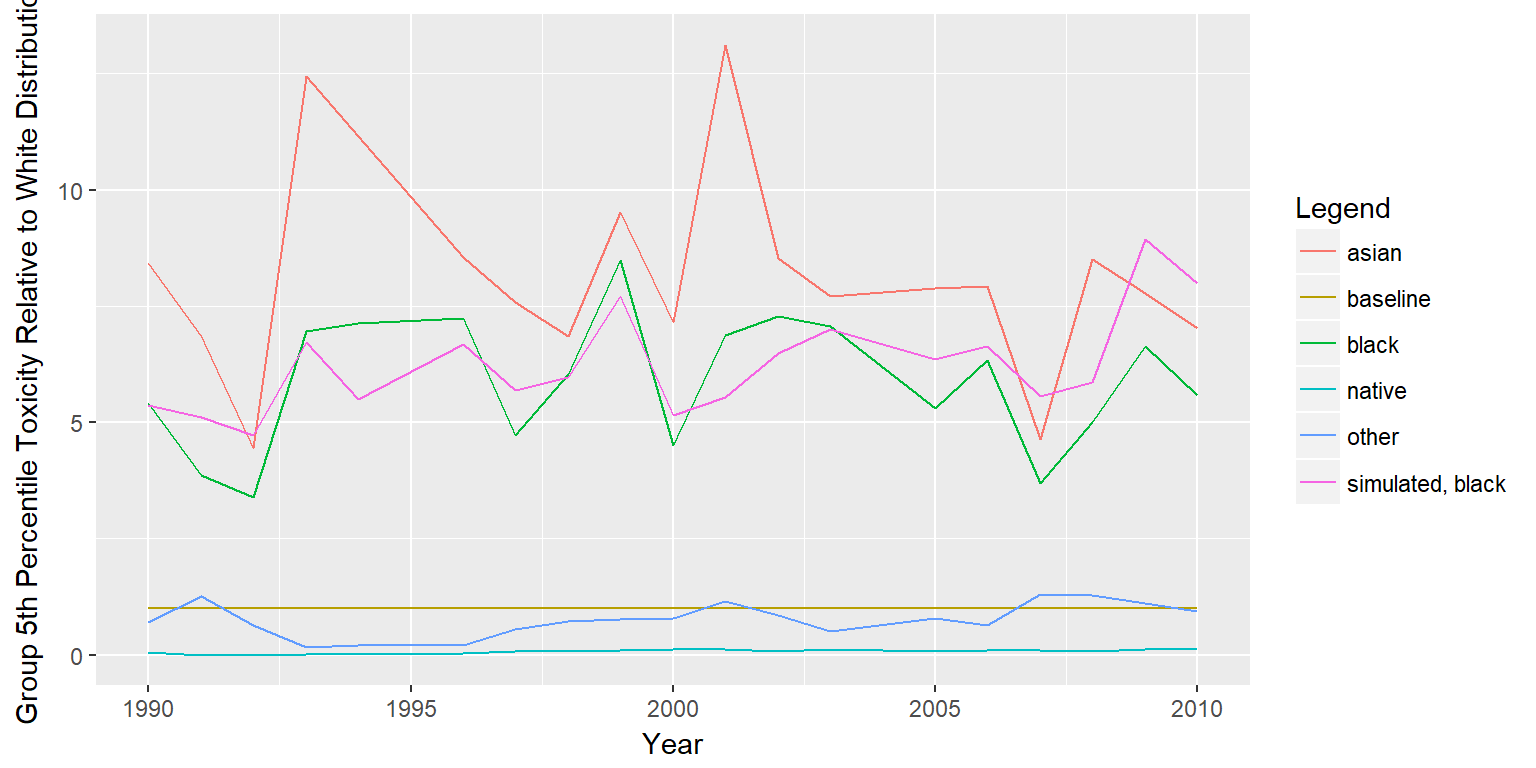 Group 5th Percentile Toxicity Relative to White Distributio
10
5
0
1990
1995
2000
2005
2010
Year
Legend
asian
baseline
black
native
other
simulated, black